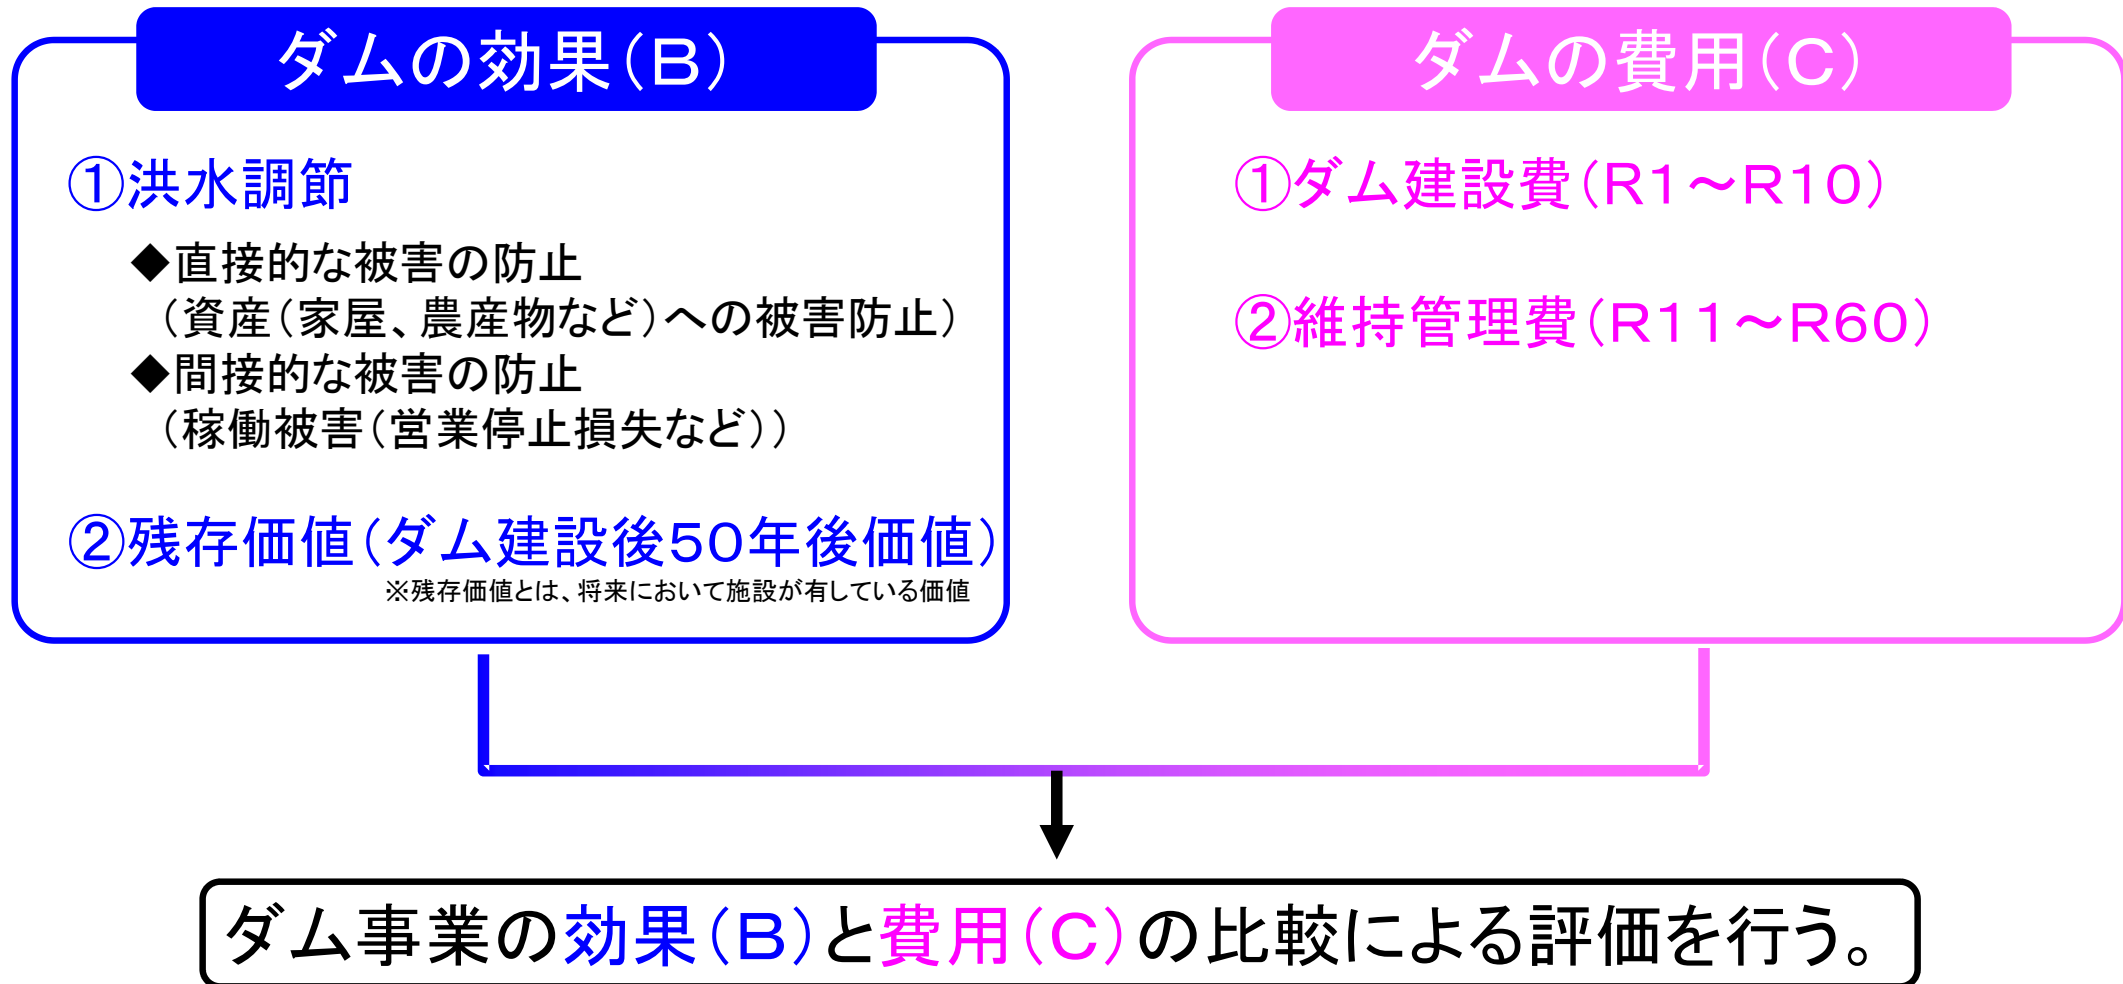 ダムの効果（B）
①洪水調節
◆直接的な被害の防止
（資産（家屋、農産物など）への被害防止）
◆間接的な被害の防止
（稼働被害（営業停止損失など））
②残存価値（ダム建設後５０年後価値）
※残存価値とは、将来において施設が有している価値
ダムの費用（C）
①ダム建設費（Ｒ１～Ｒ１０）
②維持管理費（Ｒ１１～Ｒ６０）
ダム事業の効果（B）と費用（C）の比較による評価を行う。